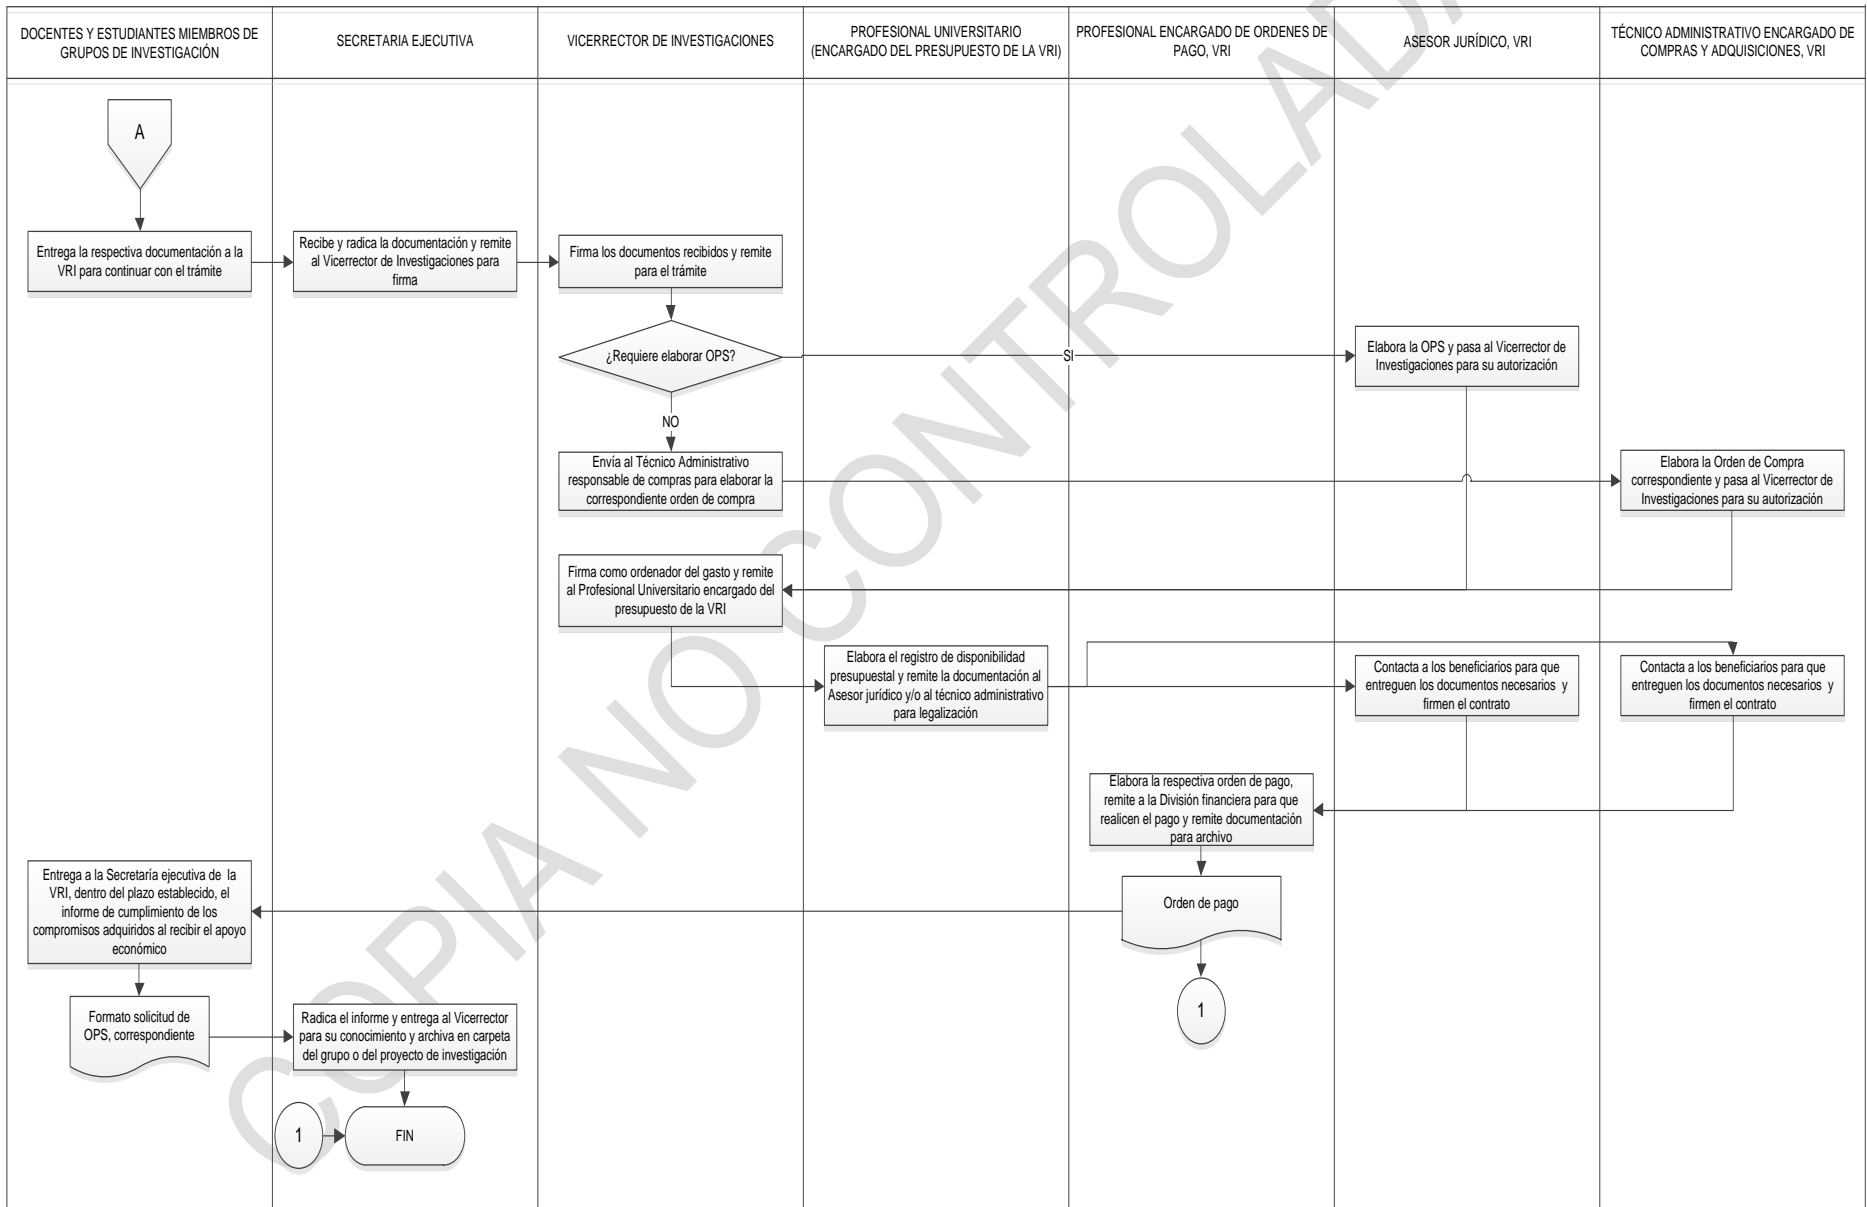 DOCENTES Y ESTUDIANTES MIEMBROS DE
GRUPOS DE INVESTIGACIÓN
SECRETARIA EJECUTIVA
VICERRECTOR DE INVESTIGACIONES
PROFESIONAL UNIVERSITARIO
(ENCARGADO DEL PRESUPUESTO DE LA VRI)
PROFESIONAL ENCARGADO DE ORDENES DE
PAGO, VRI
ASESOR JURÍDICO, VRI
TÉCNICO ADMINISTRATIVO ENCARGADO DE
COMPRAS Y ADQUISICIONES, VRI
A
Entrega la respectiva documentación a la
VRI para continuar con el trámite
Recibe y radica la documentación y remite
al Vicerrector de Investigaciones para
firma
Firma los documentos recibidos y remite
para el trámite
¿Requiere elaborar OPS?
SI
Elabora la OPS y pasa al Vicerrector de
Investigaciones para su autorización
NO
Envía al Técnico Administrativo
responsable de compras para elaborar la
correspondiente orden de compra
Elabora la Orden de Compra
correspondiente y pasa al Vicerrector de
Investigaciones para su autorización
Firma como ordenador del gasto y remite
al Profesional Universitario encargado del
presupuesto de la VRI
Elabora el registro de disponibilidad
presupuestal y remite la documentación al
Asesor jurídico y/o al técnico administrativo
para legalización
Contacta a los beneficiarios para que
entreguen los documentos necesarios y
firmen el contrato
Contacta a los beneficiarios para que
entreguen los documentos necesarios y
firmen el contrato
Elabora la respectiva orden de pago,
remite a la División financiera para que
realicen el pago y remite documentación
para archivo
Orden de pago
1
Entrega a la Secretaría ejecutiva de la
VRI, dentro del plazo establecido, el
informe de cumplimiento de los
compromisos adquiridos al recibir el apoyo
económico
Formato solicitud de
OPS, correspondiente
Radica el informe y entrega al Vicerrector
para su conocimiento y archiva en carpeta
del grupo o del proyecto de investigación
1
FIN
COPIA NO CONTROLADA